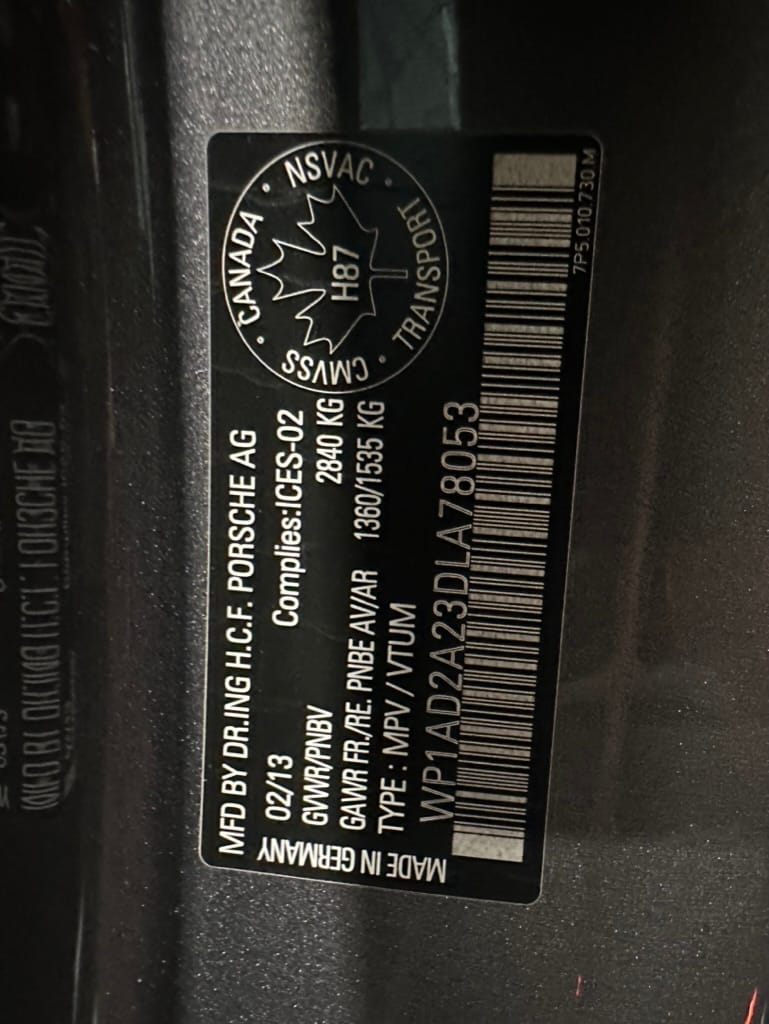 MFD BY DR.ING H.C.F. PORSCHE AG
02/13 Complies:ICES-02
GVWR/PNBV 2840 KG
GAWR FR./RE. PNBE AV/AR 1360/1535 KG
TYPE : MPV / VTUM
WP1AD2A23DLA78053
MADE IN GERMANY
CANADA · NSVAC · TRANSPORT · CMVSS ·
H87
7P5.010.730.M